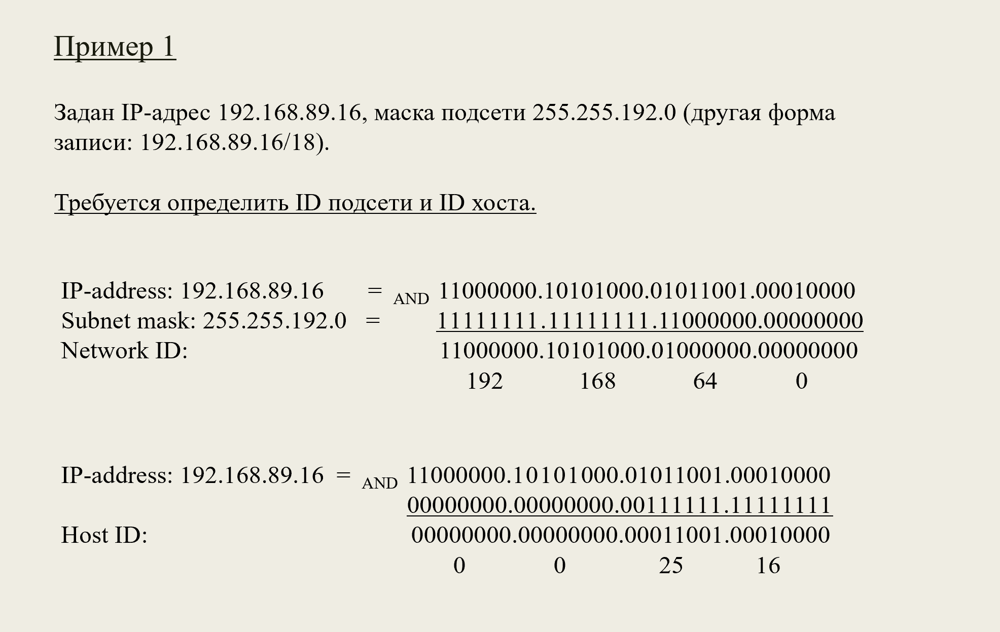 Пример 1
Задан IP-адрес 192.168.89.16, маска подсети 255.255.192.0 (другая форма
записи: 192.168.89.16/18).
Требуется определить ID подсети и ID хоста.
IP-address: 192.168.89.16 = AND 11000000.10101000.01011001.00010000
Subnet mask: 255.255.192.0 = 11111111.11111111.11000000.00000000
Network ID: 11000000.10101000.01000000.00000000
192 168 64 0
IP-address: 192.168.89.16 = AND 11000000.10101000.01011001.00010000
00000000.00000000.00111111.11111111
Host ID: 00000000.00000000.00011001.00010000
0 0 25 16